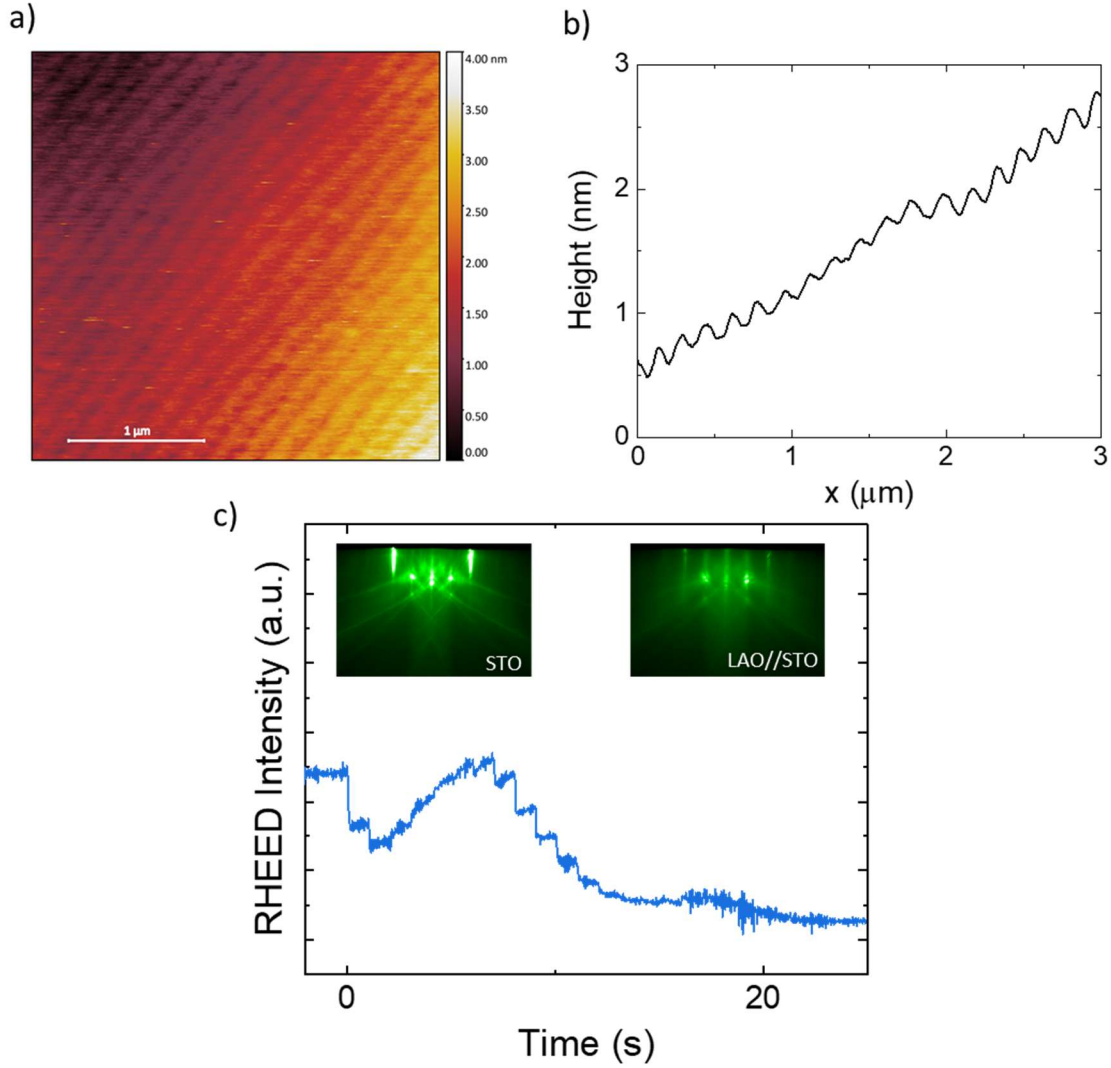 a)
4.00 nm
3.50
3.00
2.50
2.00
1.50
1.00
0.50
0.00
1 µm
b)
Height (nm)
3
2
1
0
0 1 2 3
x (µm)
c)
RHEED Intensity (a.u.)
STO
LAO//STO
0 20
Time (s)